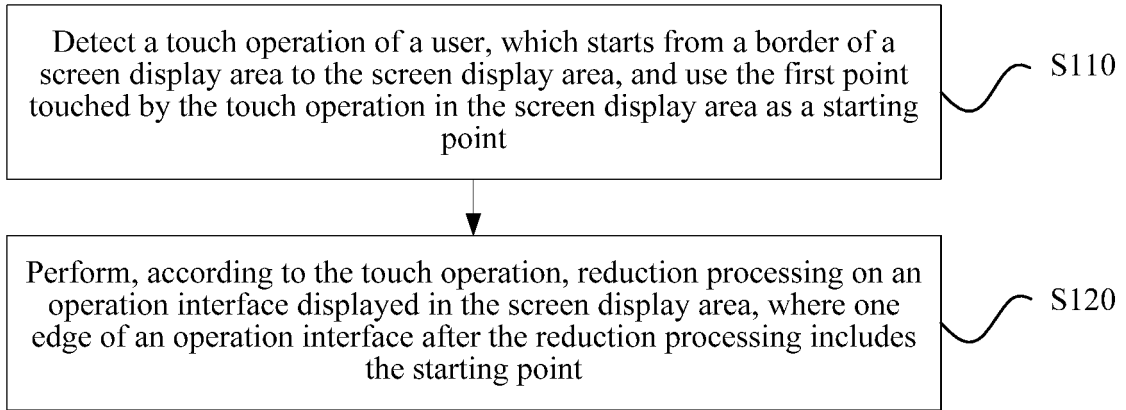 Detect a touch operation of a user, which starts from a border of a
screen display area to the screen display area, and use the first point
touched by the touch operation in the screen display area as a starting
point
S110
Perform, according to the touch operation, reduction processing on an
operation interface displayed in the screen display area, where one
edge of an operation interface after the reduction processing includes
the starting point
S120